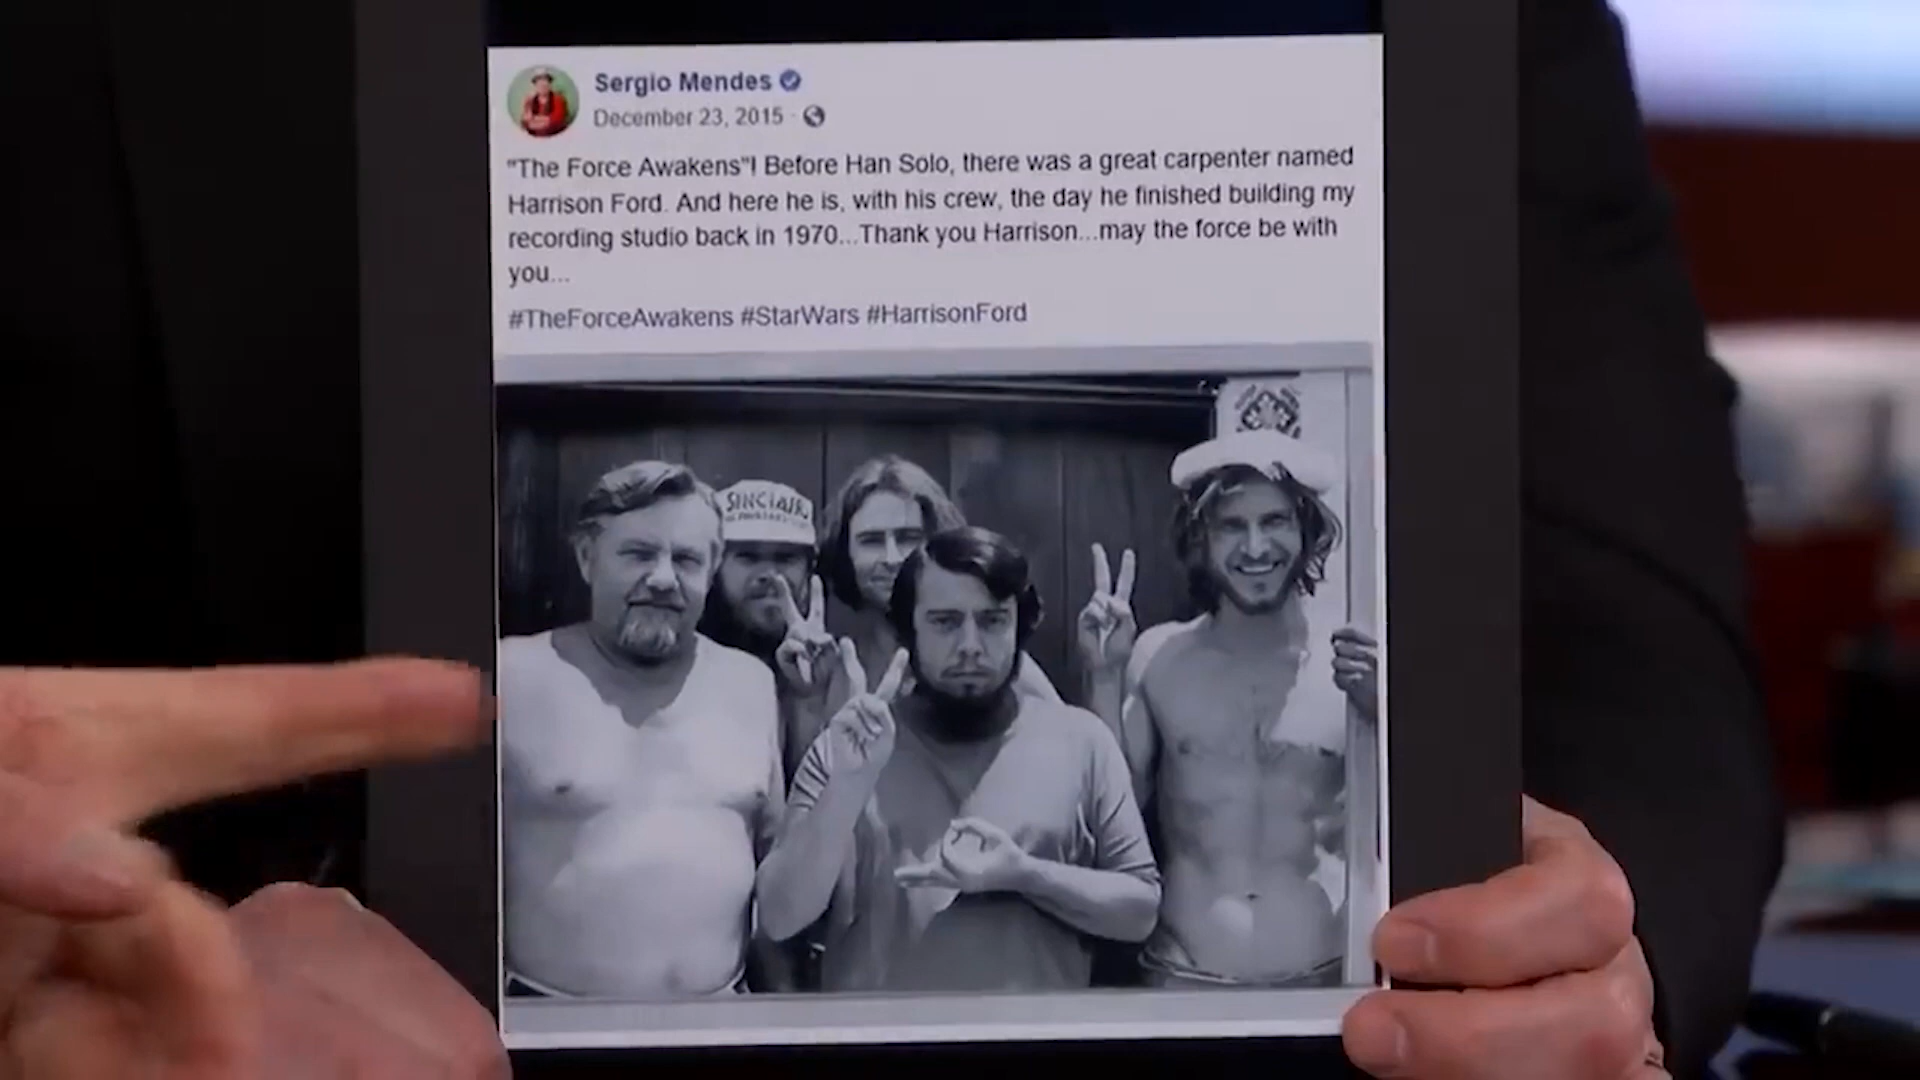 Sergio Mendes
December 23, 2015 ·
"The Force Awakens"! Before Han Solo, there was a great carpenter named
Harrison Ford. And here he is, with his crew, the day he finished building my
recording studio back in 1970...Thank you Harrison...may the force be with
you...
#TheForceAwakens #StarWars #HarrisonFord
SINCLAIR